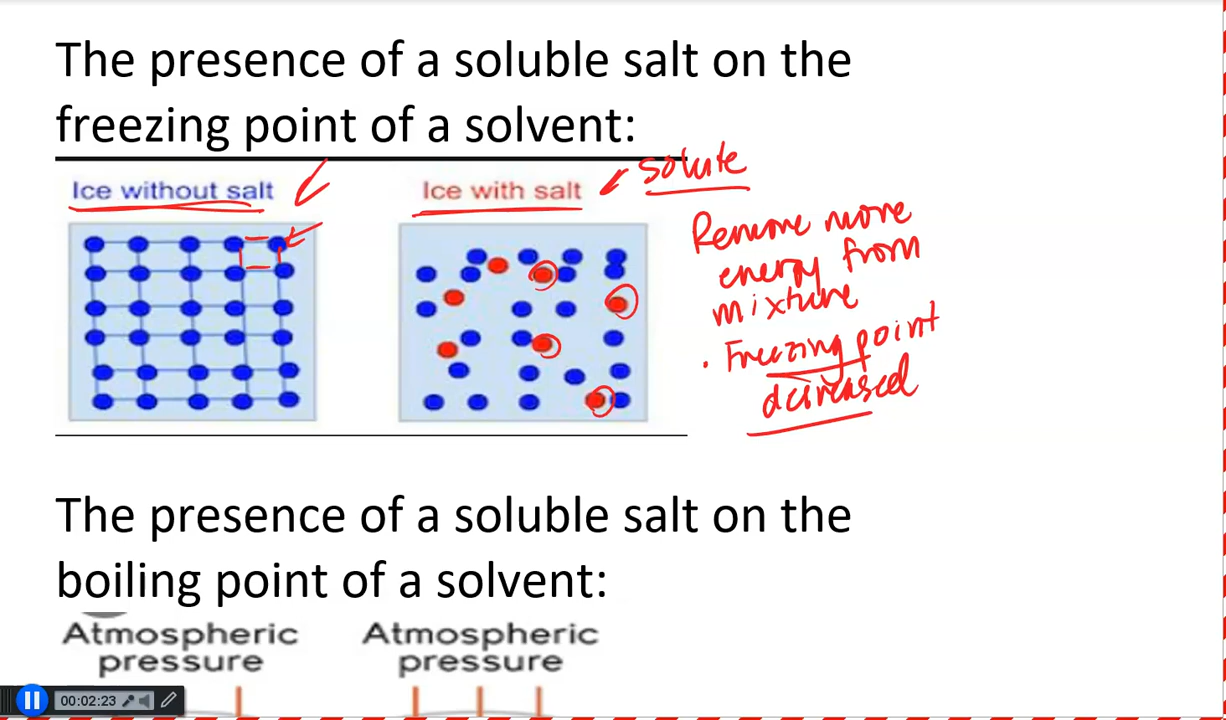 The presence of a soluble salt on the
freezing point of a solvent:
Ice without salt
Ice with salt
solute
Remove more
energy from
mixture
. Freezing point
decreased
The presence of a soluble salt on the
boiling point of a solvent:
Atmospheric
pressure
Atmospheric
pressure
00:02:23